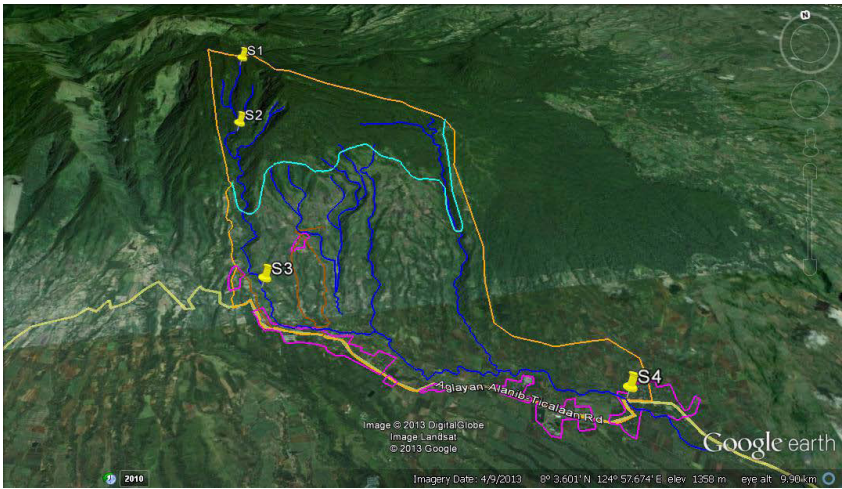 N
S1
S2
S3
S4
Aglayan-Alanib-Ticalaan Rd
Image © 2013 DigitalGlobe
Image Landsat
© 2013 Google
Google earth
2010
Imagery Date: 4/9/2013 8° 3.601' N 124° 57.674' E elev 1358 m eye alt 9.90 km